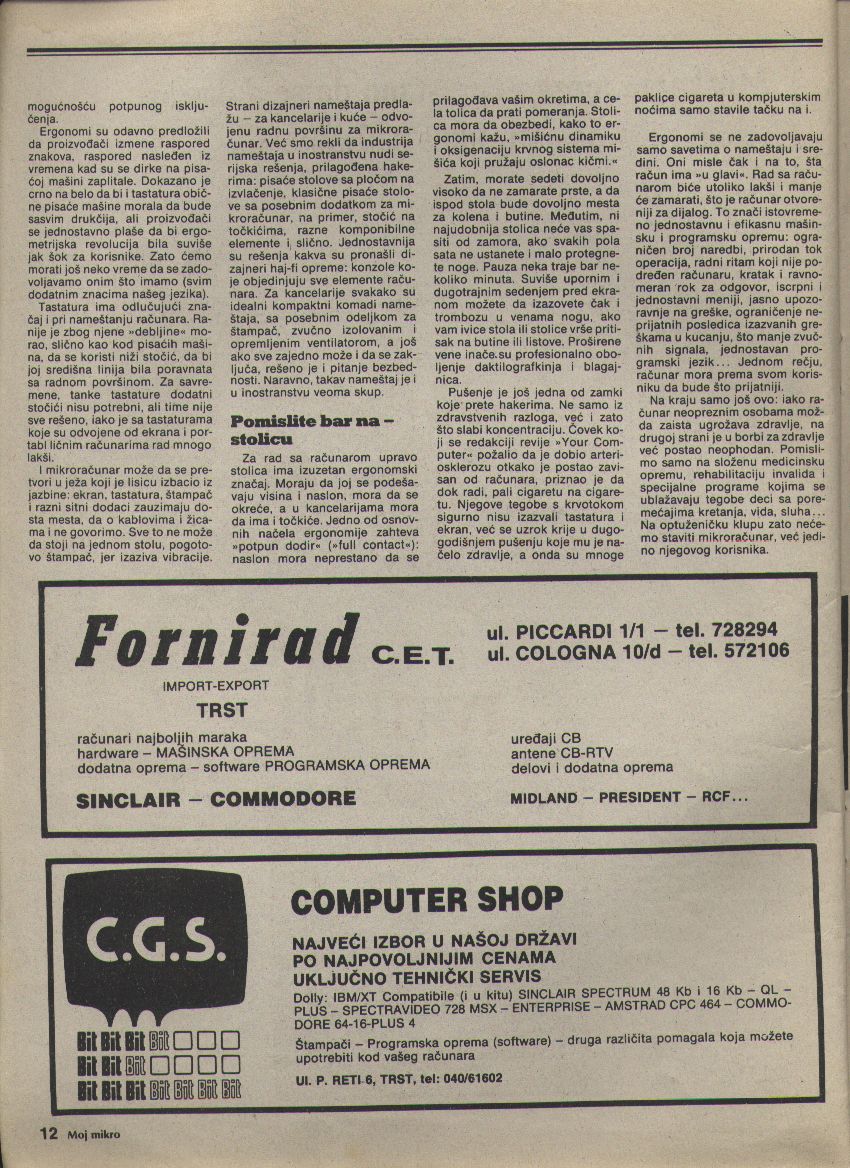 mogućnošću potpunog isklju-
čenja.
Ergonomi su odavno predložili
da proizvođači izmene raspored
znakova, raspored nasleđen iz
vremena kad su se dirke na pisa-
ćoj mašini zaplitale. Dokazano je
crno na belo da bi i tastatura obič-
ne pisaće mašine morala da bude
sasvim drukčija, ali proizvođači
se jednostavno plaše da bi ergo-
metrijska revolucija bila suviše
jak šok za korisnike. Zato ćemo
morati još neko vreme da se zado-
voljavamo onim što imamo (svim
dodatnim znacima našeg jezika).
Tastatura ima odlučujući zna-
čaj i pri nameštanju računara. Ra-
nije je zbog njene »debljine« mo-
rao, slično kao kod pisaćih maši-
na, da se koristi niži stočić, da bi
joj središna linija bila poravnata
sa radnom površinom. Za savre-
mene, tanke tastature dodatni
stočići nisu potrebni, ali time nije
sve rešeno, iako je sa tastaturama
koje su odvojene od ekrana i por-
tabl ličnim računarima rad mnogo
lakši.
I mikroračunar može da se pre-
tvori u ježa koji je lisicu izbacio iz
jazbine: ekran, tastatura, štampač
i razni sitni dodaci zauzimaju do-
sta mesta, da o kablovima i žica-
ma i ne govorimo. Sve to ne može
da stoji na jednom stolu, pogoto-
vo štampač, jer izaziva vibracije.
Strani dizajneri nameštaja predla-
žu – za kancelarije i kuće – odvo-
jenu radnu površinu za mikrora-
čunar. Već smo rekli da industrija
nameštaja u inostranstvu nudi se-
rijska rešenja, prilagođena hake-
rima: pisaće stolove sa pločom na
izvlačenje, klasične pisaće stolo-
ve sa posebnim dodatkom za mi-
kroračunar, na primer, stočić na
točkićima, razne komponibilne
elemente i slično. Jednostavnija
su rešenja kakva su pronašli di-
zajneri haj-fi opreme: konzole ko-
je objedinjuju sve elemente raču-
nara. Za kancelarije svakako su
idealni kompaktni komadi name-
štaja, sa posebnim odeljkom za
štampač, zvučno izolovanim i
opremljenim ventilatorom, a još
ako sve zajedno može i da se zak-
ljuča, rešeno je i pitanje bezbed-
nosti. Naravno, takav nameštaj je i
u inostranstvu veoma skup.
Pomislite bar na –
stolicu
Za rad sa računarom upravo
stolica ima izuzetan ergonomski
značaj. Moraju da joj se podeša-
vaju visina i naslon, mora da se
okreće, a u kancelarijama mora
da ima i točkiće. Jedno od osnov-
nih načela ergonomije zahteva
»potpun dodir« (»full contact«):
naslon mora neprestano da se
prilagođava vašim okretima, a ce-
la tolica da prati pomeranja. Stoli-
ca mora da obezbedi, kako to er-
gonomi kažu, »mišićnu dinamiku
i oksigenaciju krvnog sistema mi-
šića koji pružaju oslonac kičmi.«
Zatim, morate sedeti dovoljno
visoko da ne zamarate prste, a da
ispod stola bude dovoljno mesta
za kolena i butine. Međutim, ni
najudobnija stolica neće vas spa-
siti od zamora, ako svakih pola
sata ne ustanete i malo protegne-
te noge. Pauza neka traje bar ne-
koliko minuta. Suviše upornim i
dugotrajnim sedenjem pred ekra-
nom možete da izazovete čak i
trombozu u venama nogu, ako
vam ivice stola ili stolice vrše priti-
sak na butine ili listove. Proširene
vene inače.su profesionalno obo-
ljenje daktilografkinja i blagaj-
nica.
Pušenje je još jedna od zamki
koje prete hakerima. Ne samo iz
zdravstvenih razloga, već i zato
što slabi koncentraciju. Čovek ko-
ji se redakciji revije »Your Com-
puter« požalio da je dobio arteri-
osklerozu otkako je postao zavi-
san od računara, priznao je da
dok radi, pali cigaretu na cigare-
tu. Njegove tegobe s krvotokom
sigurno nisu izazvali tastatura i
ekran, već se uzrok krije u dugo-
godišnjem pušenju koje mu je na-
čelo zdravlje, a onda su mnoge
paklice cigareta u kompjuterskim
noćima samo stavile tačku na i.
Ergonomi se ne zadovoljavaju
samo savetima o nameštaju i sre-
dini. Oni misle čak i na to, šta
račun ima »u glavi«. Rad sa raču-
narom biće utoliko lakši i manje
će zamarati, što je računar otvore-
niji za dijalog. To znači istovreme-
no jednostavnu i efikasnu mašin-
sku i programsku opremu: ogra-
ničen broj naredbi, prirodan tok
operacija, radni ritam koji nije po-
dređen računaru, kratak i ravno-
meran rok za odgovor, iscrpni i
jednostavni meniji, jasno upozo-
ravnje na greške, ograničenje ne-
prijatnih posledica izazvanih gre-
škama u kucanju, što manje zvuč-
nih signala, jednostavan pro-
gramski jezik... Jednom rečju,
računar mora prema svom koris-
niku da bude što prijatniji.
Na kraju samo još ovo: iako ra-
čunar neopreznim osobama mož-
da zaista ugrožava zdravlje, na
drugoj strani je u borbi za zdravlje
već postao neophodan. Pomisli-
mo samo na složenu medicinsku
opremu, rehabilitaciju invalida i
specijalne programe kojima se
ublažavaju tegobe deci sa pore-
mećajima kretanja, vida, sluha...
Na optuženičku klupu zato neće-
mo staviti mikroračunar, već jedi-
no njegovog korisnika.
Fornirad C.E.T.
ul. PICCARDI 1/1 – tel. 728294
ul. COLOGNA 10/d – tel. 572106
IMPORT-EXPORT
TRST
računari najboljih maraka
hardware – MAŠINSKA OPREMA
dodatna oprema – software PROGRAMSKA OPREMA
uređaji CB
antene CB-RTV
delovi i dodatna oprema
SINCLAIR – COMMODORE
MIDLAND – PRESIDENT – RCF...
C.G.S.
Bit Bit Bit Bit
Bit Bit Bit
Bit Bit Bit Bit Bit Bit Bit
COMPUTER SHOP
NAJVEĆI IZBOR U NAŠOJ DRŽAVI
PO NAJPOVOLJNIJIM CENAMA
UKLJUČNO TEHNIČKI SERVIS
Dolly: IBM/XT Compatibile (i u kitu) SINCLAIR SPECTRUM 48 Kb i 16 Kb – QL –
PLUS – SPECTRAVIDEO 728 MSX – ENTERPRISE – AMSTRAD CPC 464 – COMMO-
DORE 64-16-PLUS 4
Štampači – Programska oprema (software) – druga različita pomagala koja možete
upotrebiti kod vašeg računara
Ul. P. RETI 6, TRST, tel: 040/61602
12 Moj mikro